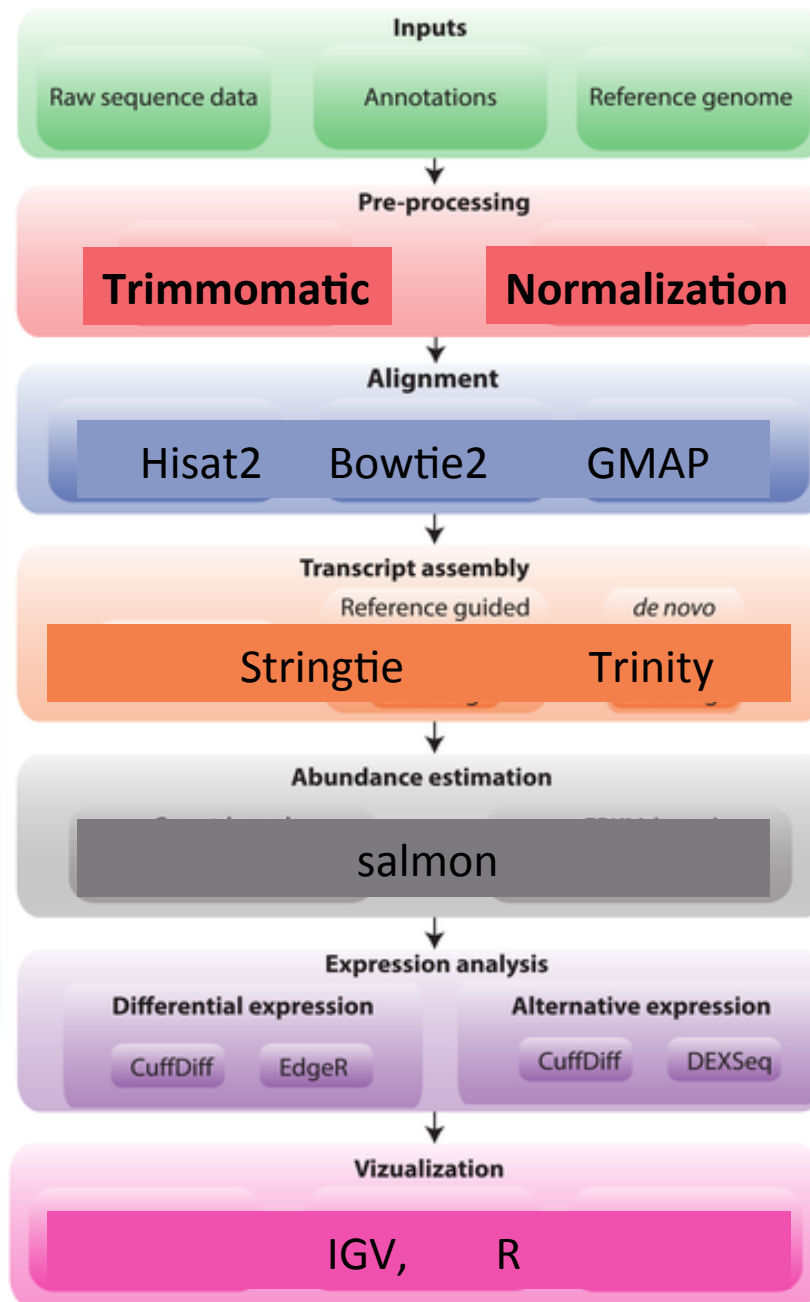 Inputs
Raw sequence data Annotations Reference genome
Pre-processing
Trimmomatic Normalization
Alignment
Hisat2 Bowtie2 GMAP
Transcript assembly
Reference guided de novo
Stringtie Trinity
Abundance estimation
salmon
Expression analysis
Differential expression Alternative expression
CuffDiff EdgeR CuffDiff DEXSeq
Vizualization
IGV, R